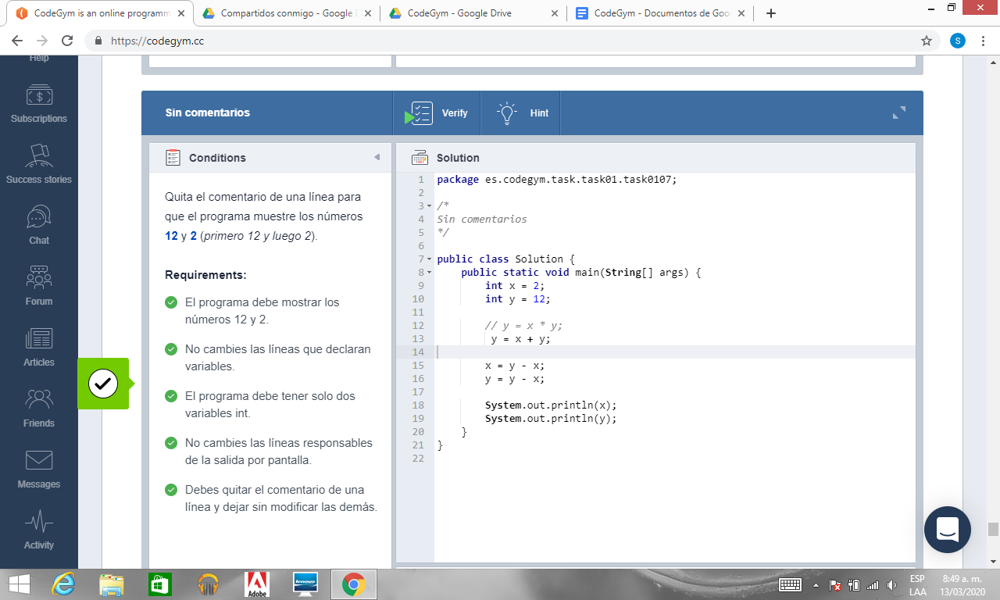 CodeGym is an online programm
Compartidos conmigo - Google D
CodeGym - Google Drive
CodeGym - Documentos de Goo
https://codegym.cc
S
Help
Subscriptions
Success stories
Chat
Forum
Articles
Friends
Messages
Activity
Sin comentarios
Verify
Hint
Conditions
Quita el comentario de una línea para
que el programa muestre los números
12 y 2 (primero 12 y luego 2).
Requirements:
El programa debe mostrar los
números 12 y 2.
No cambies las líneas que declaran
variables.
El programa debe tener solo dos
variables int.
No cambies las líneas responsables
de la salida por pantalla.
Debes quitar el comentario de una
línea y dejar sin modificar las demás.
Solution
1 package es.codegym.task.task01.task0107;
2
3 /*
4 Sin comentarios
5 */
6
7 public class Solution {
8 public static void main(String[] args) {
9 int x = 2;
10 int y = 12;
11
12 // y = x * y;
13 y = x + y;
14
15 x = y - x;
16 y = y - x;
17
18 System.out.println(x);
19 System.out.println(y);
20 }
21 }
22
Adobe
lenovo
ESP
LAA
8:49 a. m.
13/03/2020